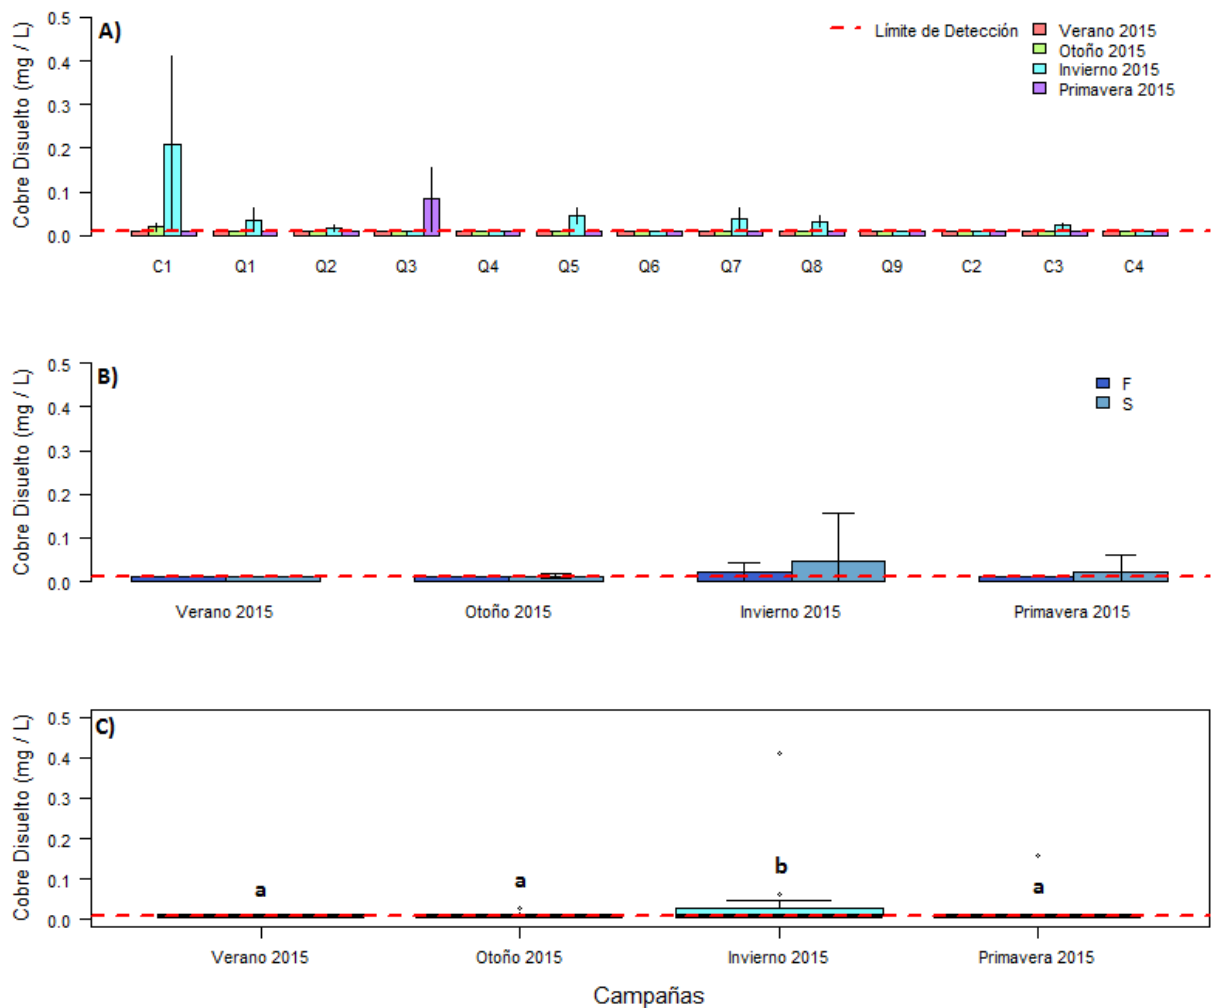 A)
Cobre Disuelto (mg / L)
0.5
0.4
0.3
0.2
0.1
0.0
Límite de Detección
Verano 2015
Otoño 2015
Invierno 2015
Primavera 2015
C1 Q1 Q2 Q3 Q4 Q5 Q6 Q7 Q8 Q9 C2 C3 C4
B)
Cobre Disuelto (mg / L)
0.5
0.4
0.3
0.2
0.1
0.0
F
S
Verano 2015 Otoño 2015 Invierno 2015 Primavera 2015
C)
Cobre Disuelto (mg / L)
0.5
0.4
0.3
0.2
0.1
0.0
a a b a
Verano 2015 Otoño 2015 Invierno 2015 Primavera 2015
Campañas